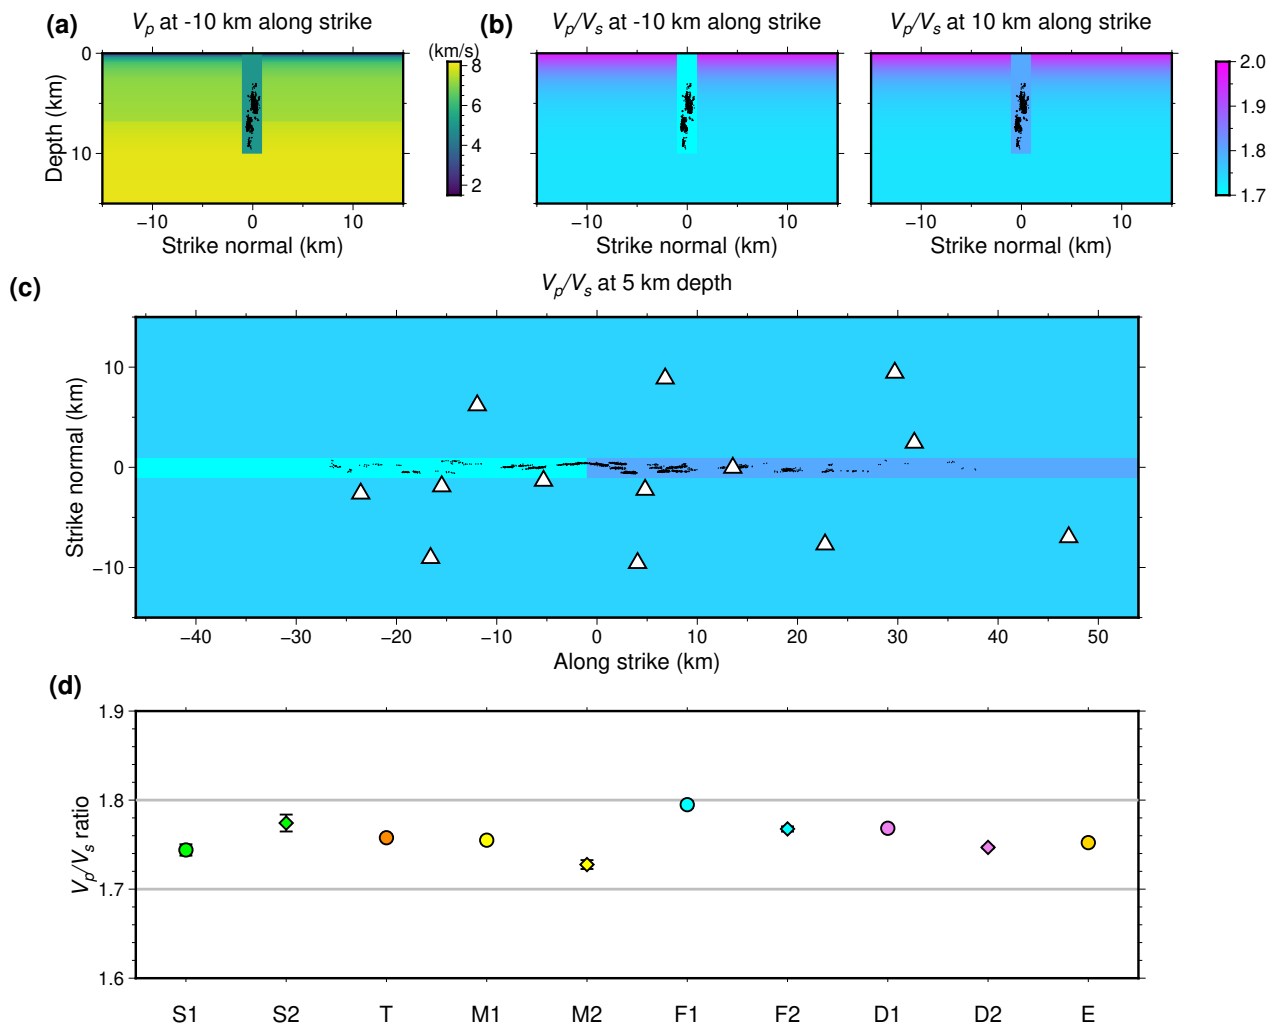 (a) Vp at -10 km along strike
(b) Vp/Vs at -10 km along strike
Vp/Vs at 10 km along strike
(km/s)
0
10
Depth (km)
−10 0 10
Strike normal (km)
8
6
4
2
−10 0 10
Strike normal (km)
−10 0 10
Strike normal (km)
2.0
1.9
1.8
1.7
(c) Vp/Vs at 5 km depth
10
0
−10
Strike normal (km)
−40 −30 −20 −10 0 10 20 30 40 50
Along strike (km)
(d)
1.9
1.8
1.7
1.6
Vp/Vs ratio
S1 S2 T M1 M2 F1 F2 D1 D2 E